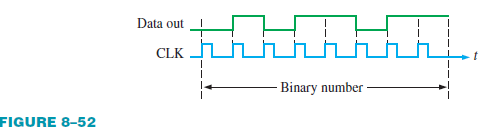 Data out
CLK
t
Binary number
FIGURE 8–52